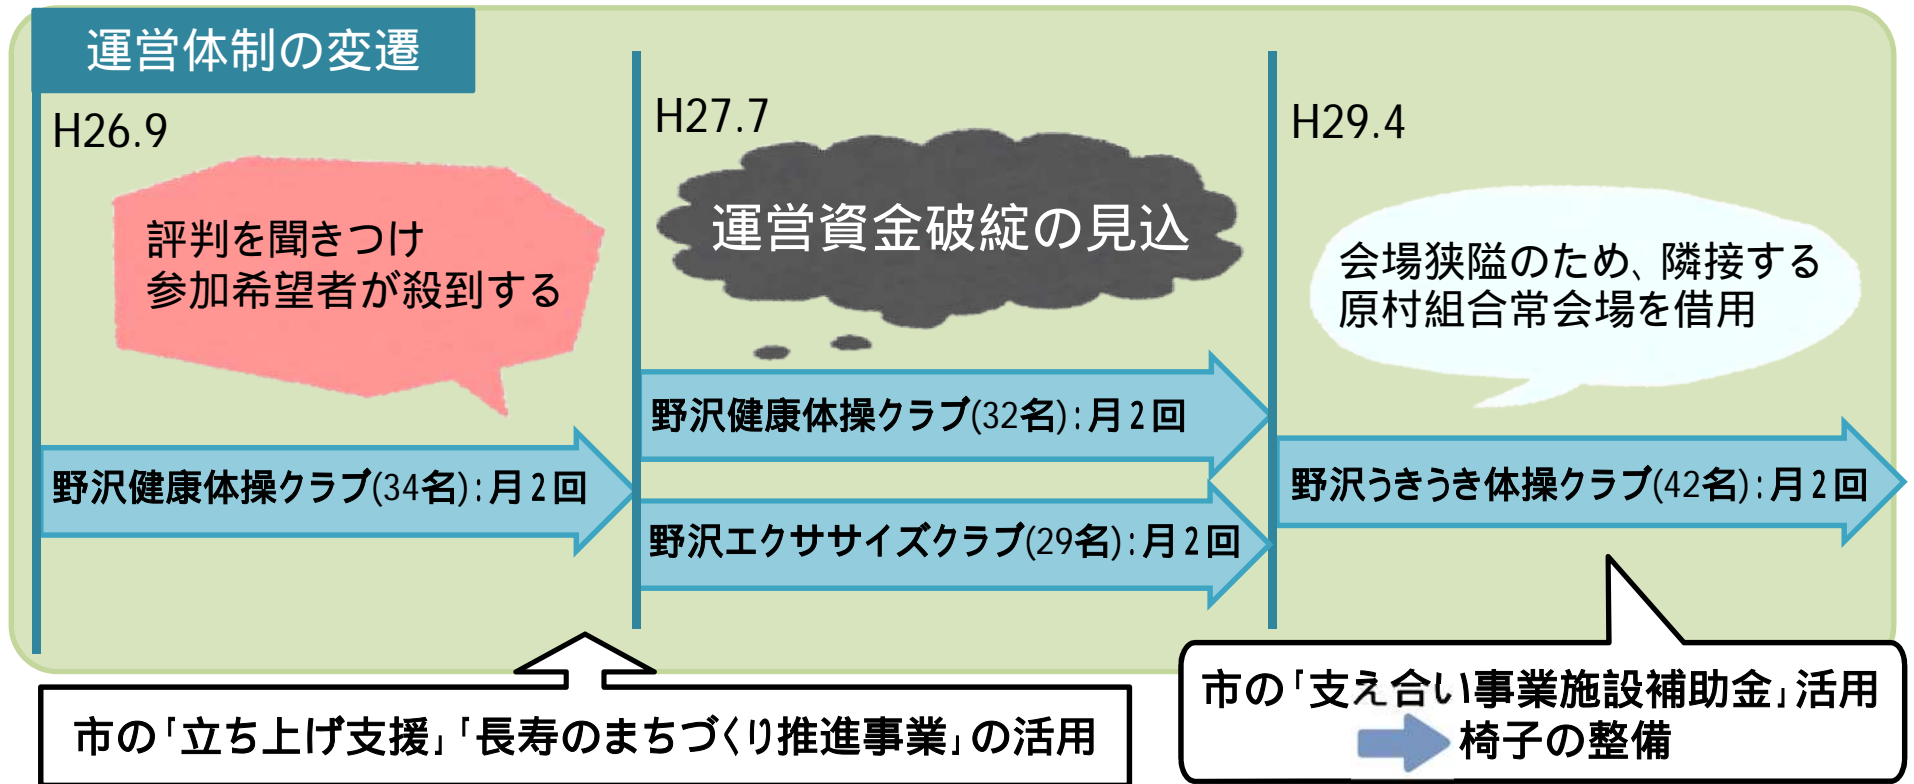 運営体制の変遷
H26.9
評判を聞きつけ
参加希望者が殺到する
野沢健康体操クラブ(34名):月2回
H27.7
運営資金破綻の見込
野沢健康体操クラブ(32名):月2回
野沢エクササイズクラブ(29名):月2回
H29.4
会場狭隘のため、隣接する
原村組合常会場を借用
野沢うきうき体操クラブ(42名):月2回
市の「立ち上げ支援」「長寿のまちづくり推進事業」の活用
市の「支え合い事業施設補助金」活用
椅子の整備